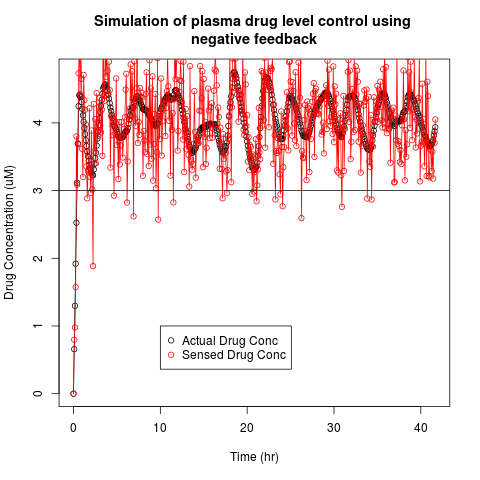 Simulation of plasma drug level control using
negative feedback
Drug Concentration (uM)
4
3
2
1
0
Actual Drug Conc
Sensed Drug Conc
0 10 20 30 40
Time (hr)